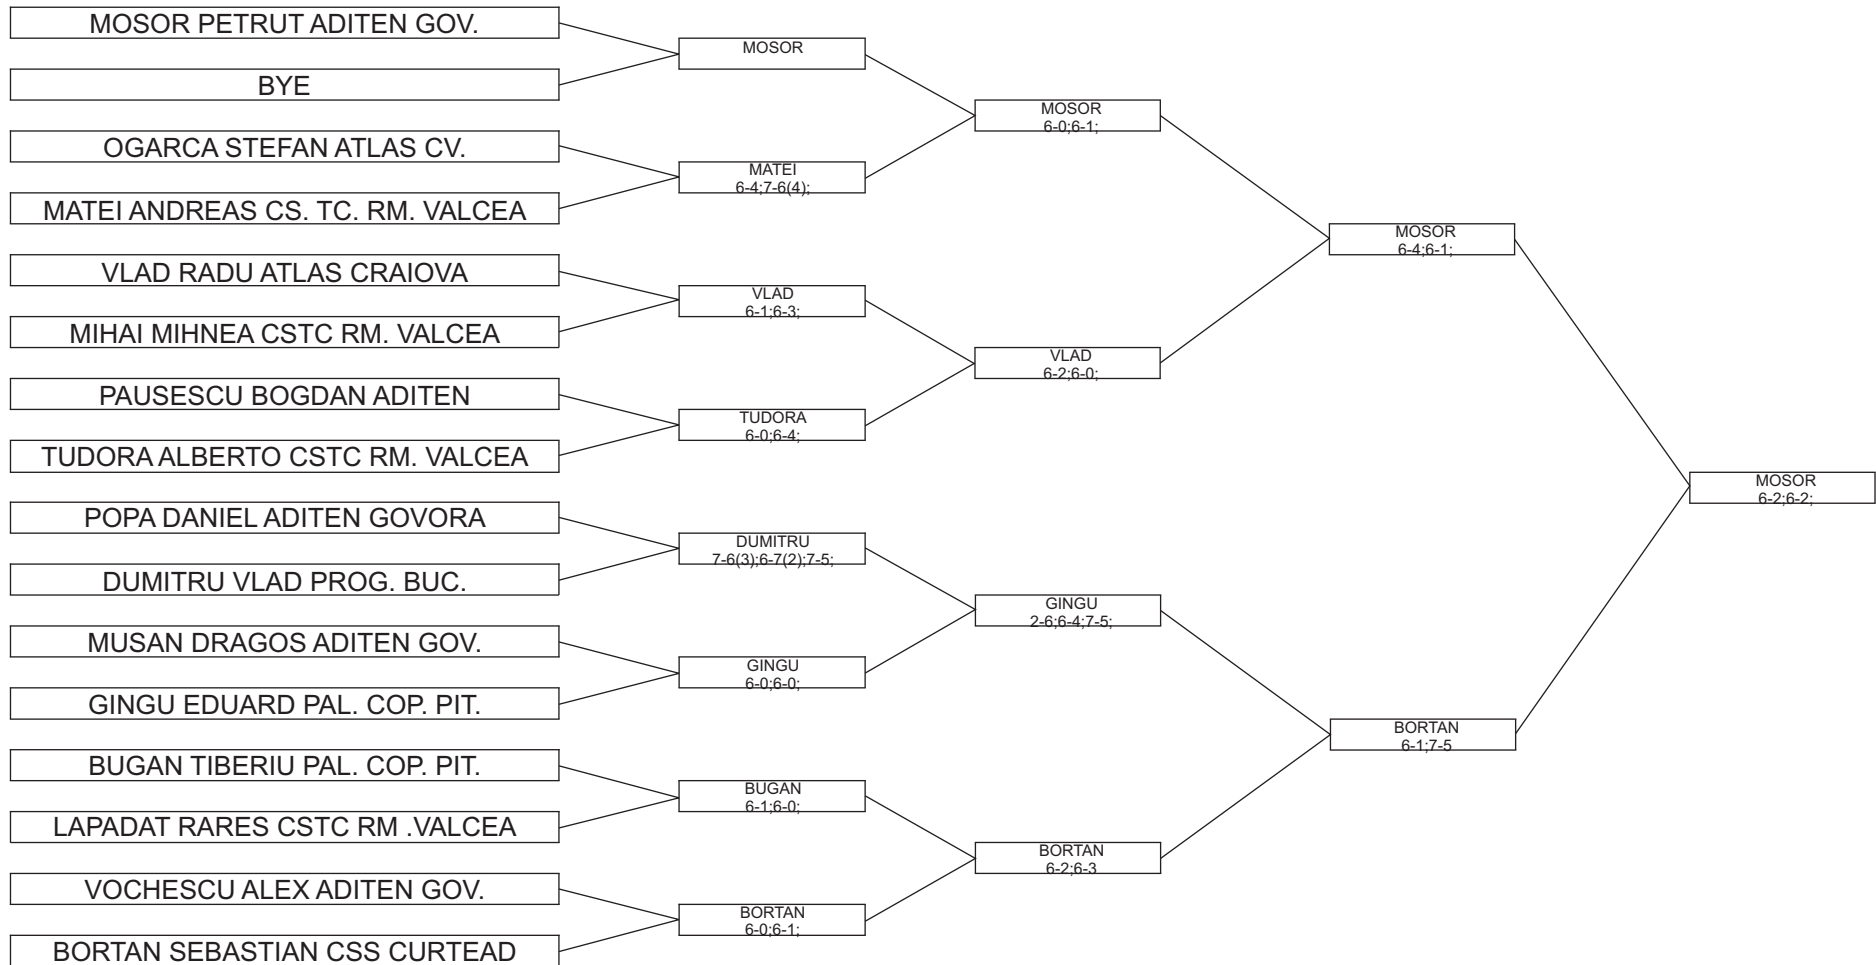 MOSOR PETRUT ADITEN GOV.
BYE
OGARCA STEFAN ATLAS CV.
MATEI ANDREAS CS. TC. RM. VALCEA
VLAD RADU ATLAS CRAIOVA
MIHAI MIHNEA CSTC RM. VALCEA
PAUSESCU BOGDAN ADITEN
TUDORA ALBERTO CSTC RM. VALCEA
POPA DANIEL ADITEN GOVORA
DUMITRU VLAD PROG. BUC.
MUSAN DRAGOS ADITEN GOV.
GINGU EDUARD PAL. COP. PIT.
BUGAN TIBERIU PAL. COP. PIT.
LAPADAT RARES CSTC RM .VALCEA
VOCHESCU ALEX ADITEN GOV.
BORTAN SEBASTIAN CSS CURTEAD
MOSOR
MATEI
6-4;7-6(4);
VLAD
6-1;6-3;
TUDORA
6-0;6-4;
DUMITRU
7-6(3);6-7(2);7-5;
GINGU
6-0;6-0;
BUGAN
6-1;6-0;
BORTAN
6-0;6-1;
MOSOR
6-0;6-1;
VLAD
6-2;6-0;
GINGU
2-6;6-4;7-5;
BORTAN
6-2;6-3
MOSOR
6-4;6-1;
BORTAN
6-1;7-5
MOSOR
6-2;6-2;